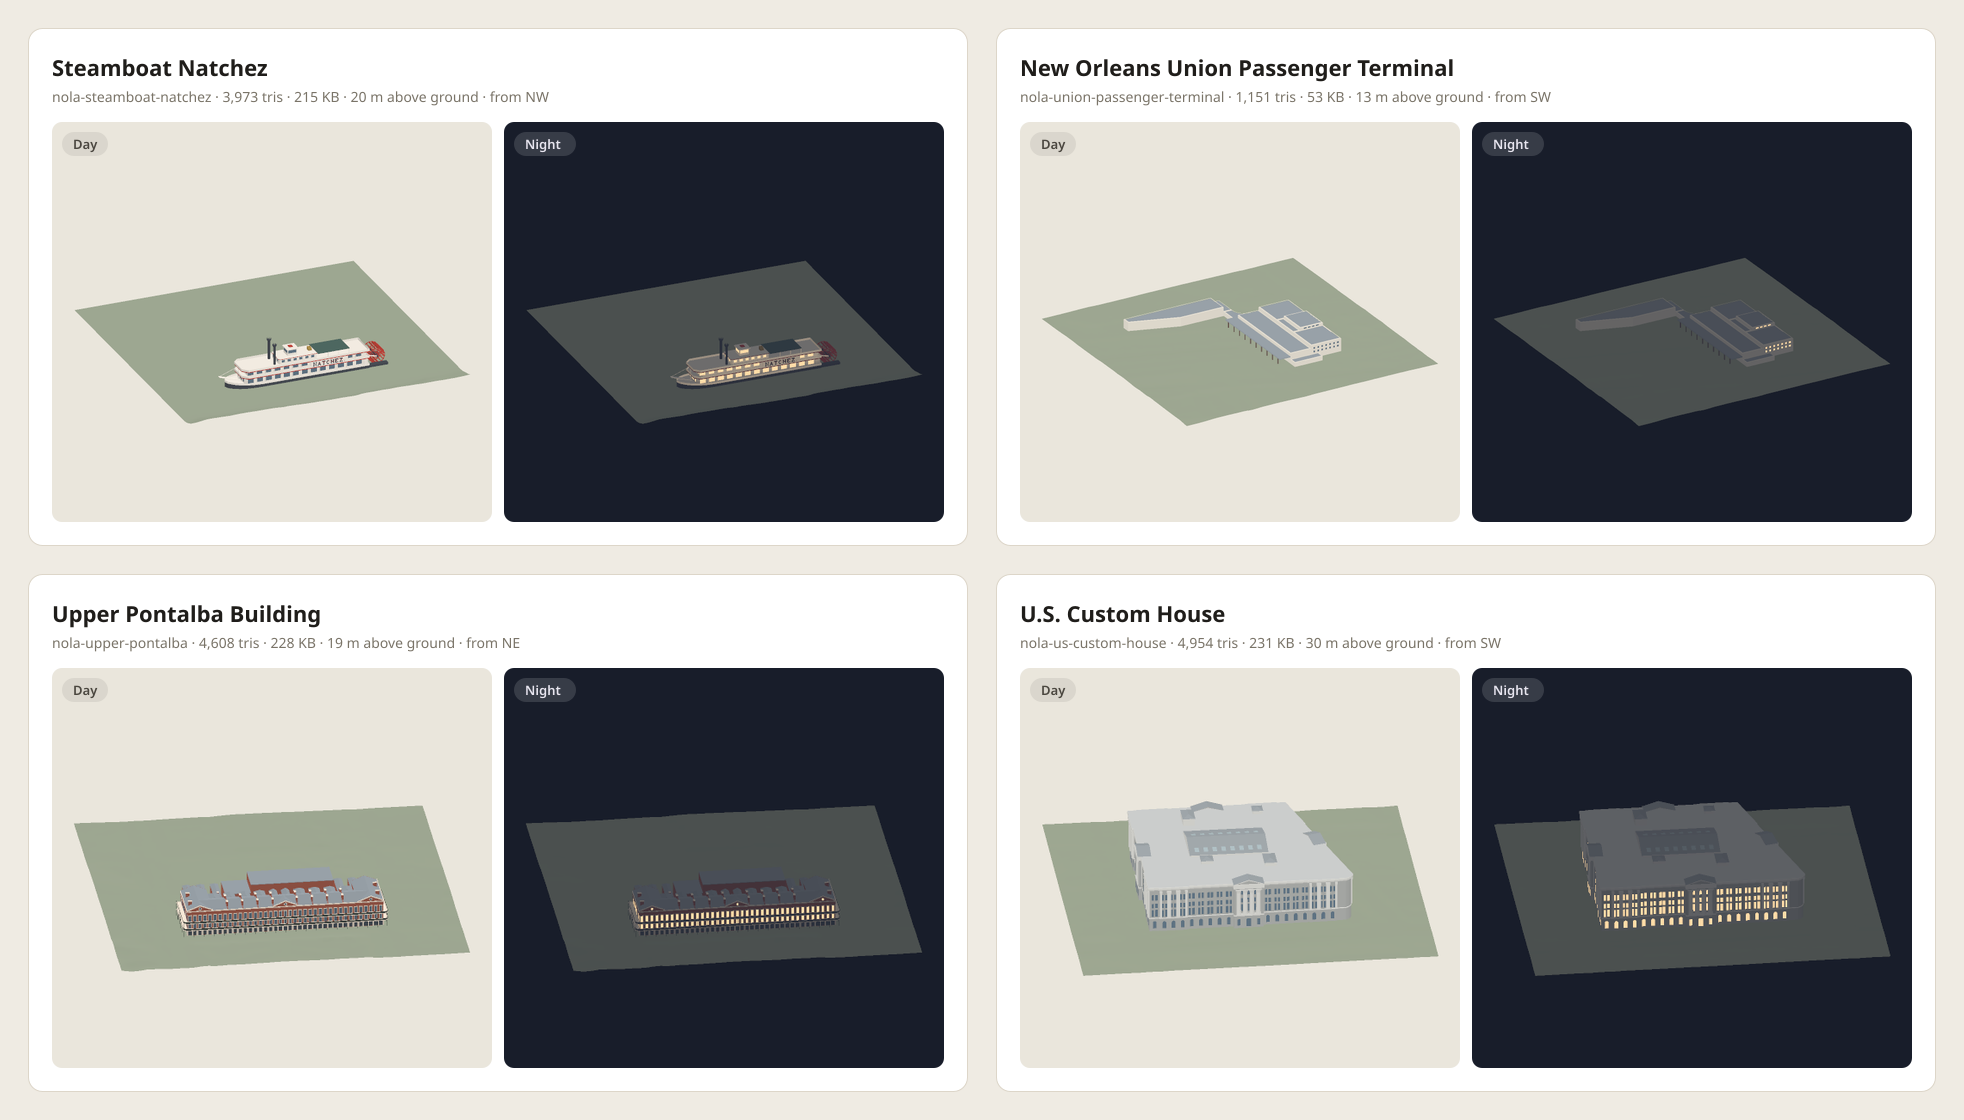 Steamboat Natchez
nola-steamboat-natchez · 3,973 tris · 215 KB · 20 m above ground · from NW
Day
Night
NATCHEZ
NATCHEZ
New Orleans Union Passenger Terminal
nola-union-passenger-terminal · 1,151 tris · 53 KB · 13 m above ground · from SW
Day
Night
Upper Pontalba Building
nola-upper-pontalba · 4,608 tris · 228 KB · 19 m above ground · from NE
Day
Night
U.S. Custom House
nola-us-custom-house · 4,954 tris · 231 KB · 30 m above ground · from SW
Day
Night